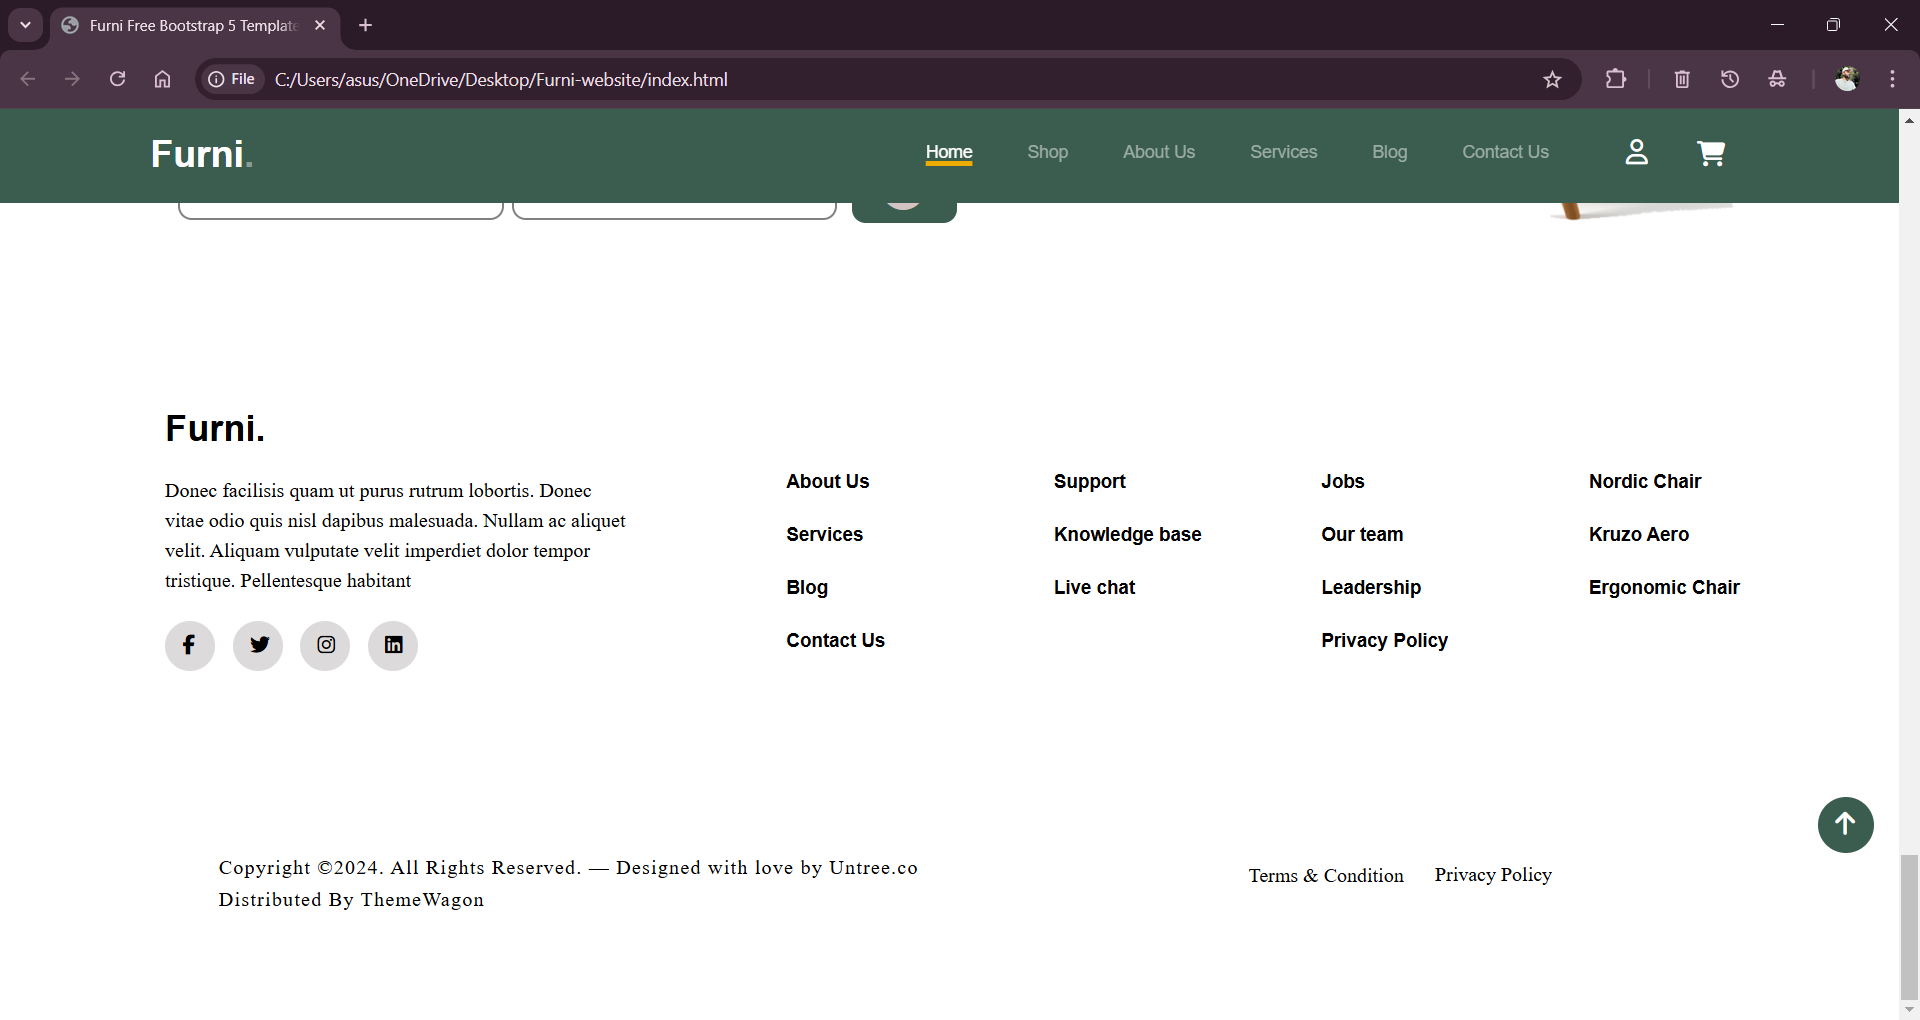 Furni Free Bootstrap 5 Template
File C:/Users/asus/OneDrive/Desktop/Furni-website/index.html
Furni. Home Shop About Us Services Blog Contact Us
Furni.
Donec facilisis quam ut purus rutrum lobortis. Donec
vitae odio quis nisl dapibus malesuada. Nullam ac aliquet
velit. Aliquam vulputate velit imperdiet dolor tempor
tristique. Pellentesque habitant
About Us
Services
Blog
Contact Us
Support
Knowledge base
Live chat
Jobs
Our team
Leadership
Privacy Policy
Nordic Chair
Kruzo Aero
Ergonomic Chair
Copyright ©2024. All Rights Reserved. — Designed with love by Untree.co
Distributed By ThemeWagon
Terms & Condition
Privacy Policy